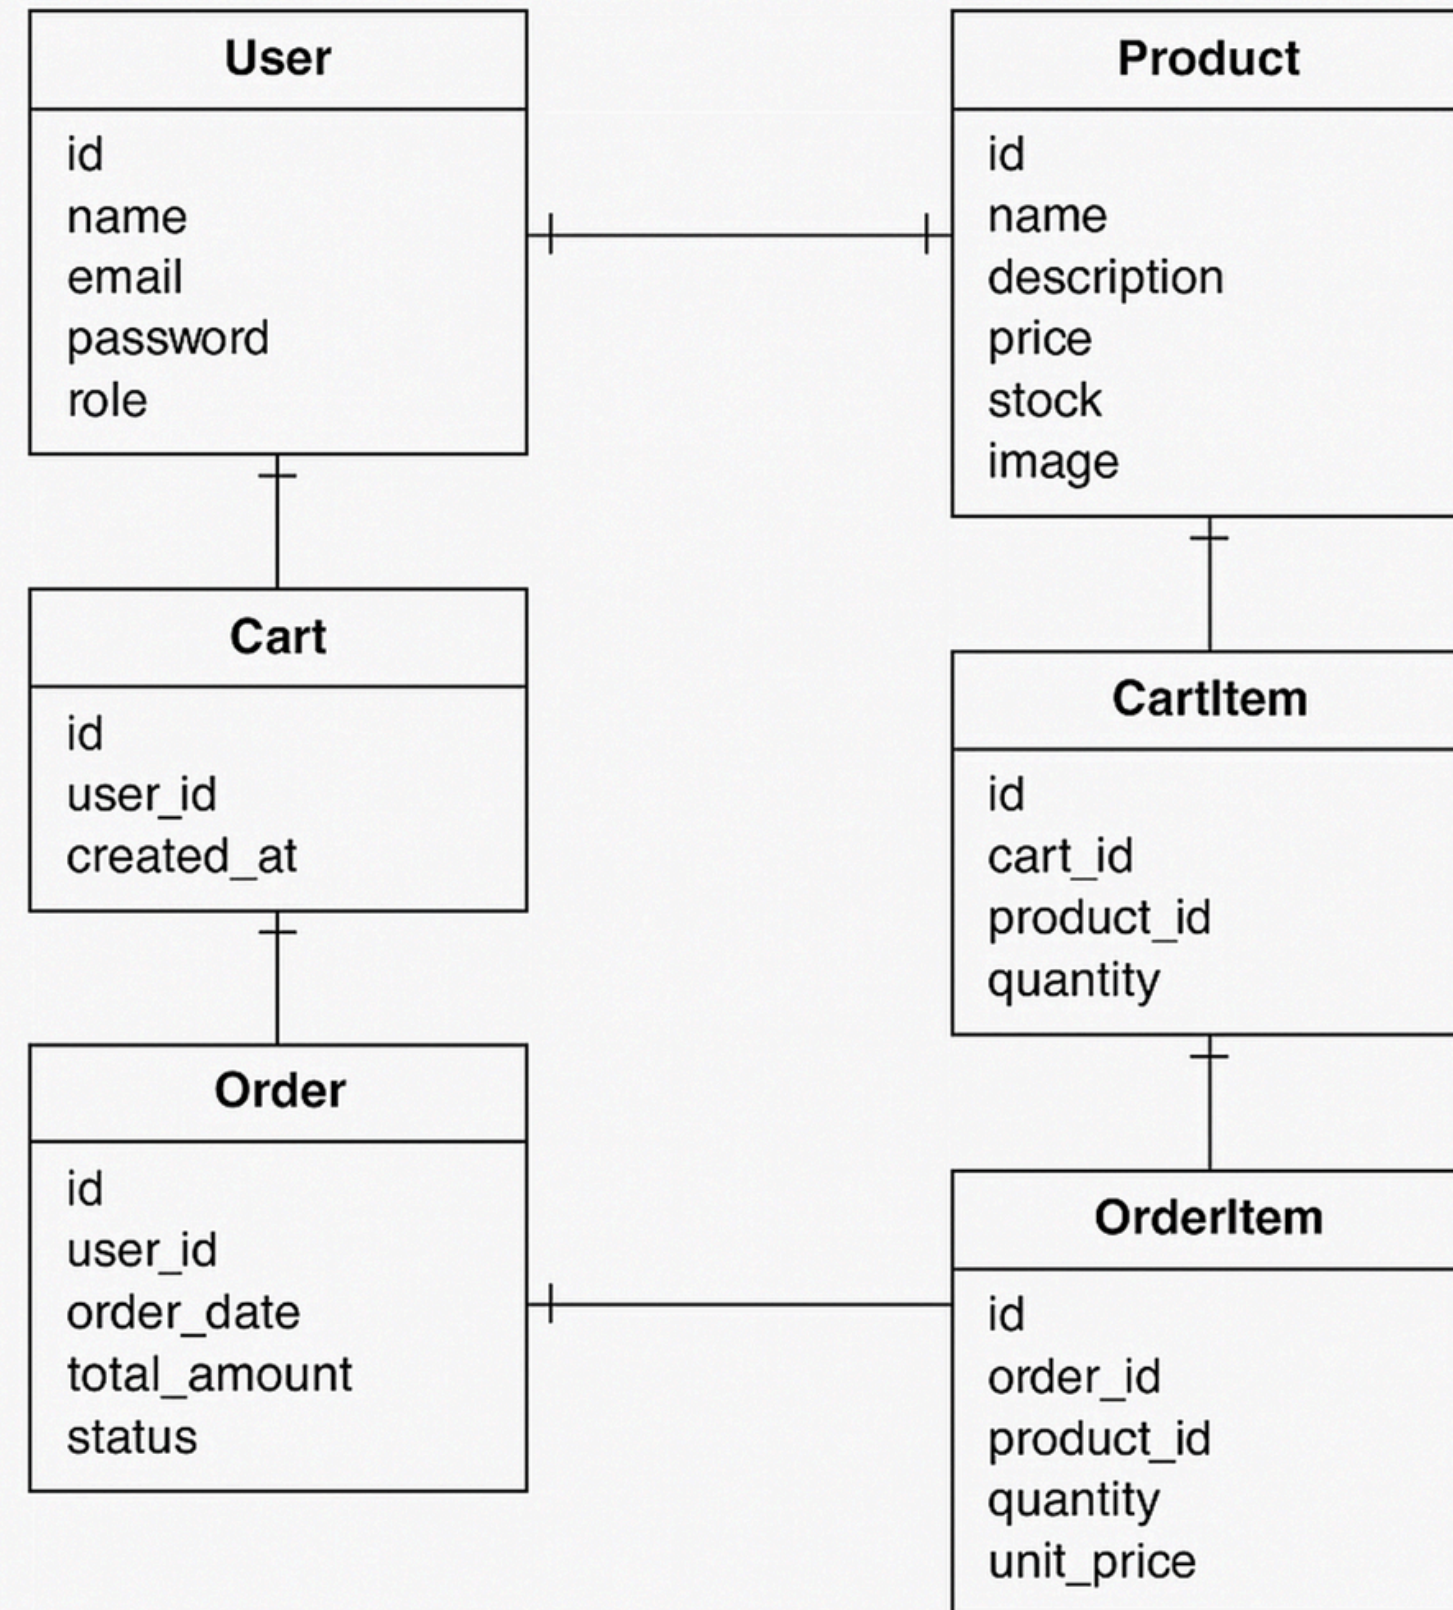 User
id
name
email
password
role
Product
id
name
description
price
stock
image
Cart
id
user_id
created_at
CartItem
id
cart_id
product_id
quantity
Order
id
user_id
order_date
total_amount
status
OrderItem
id
order_id
product_id
quantity
unit_price